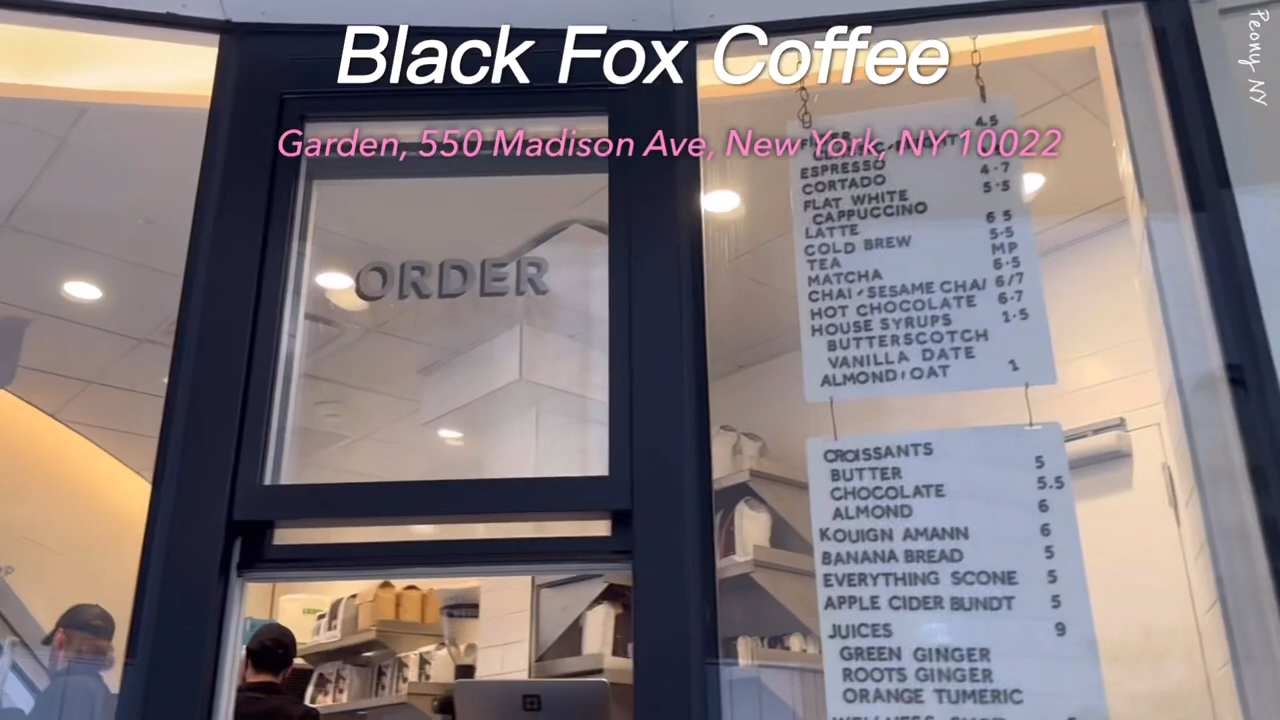 Black Fox Coffee
Garden, 550 Madison Ave, New York, NY 10022
Peony NY
ORDER
4.5
ESPRESSO 4·7
CORTADO 5·5
FLAT WHITE
CAPPUCCINO
LATTE 6 5
COLD BREW 5·5
TEA MP
MATCHA 6·5
CHAI / SESAME CHAI 6/7
HOT CHOCOLATE 6·7
HOUSE SYRUPS 1·5
BUTTERSCOTCH
VANILLA DATE
ALMOND / OAT 1
CROISSANTS
BUTTER 5
CHOCOLATE 5.5
ALMOND 6
KOUIGN AMANN 6
BANANA BREAD 5
EVERYTHING SCONE 5
APPLE CIDER BUNDT 5
JUICES 9
GREEN GINGER
ROOTS GINGER
ORANGE TUMERIC